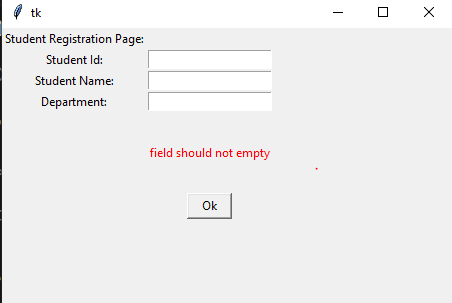 tk
Student Registration Page:
Student Id:
Student Name:
Department:
field should not empty
Ok